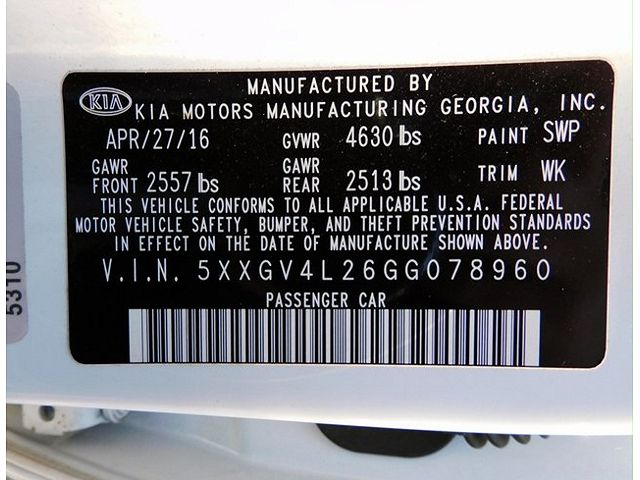 MANUFACTURED BY
KIA KIA MOTORS MANUFACTURING GEORGIA, INC.
APR/27/16 GVWR 4630 lbs PAINT SWP
GAWR FRONT 2557 lbs GAWR REAR 2513 lbs TRIM WK
THIS VEHICLE CONFORMS TO ALL APPLICABLE U.S.A. FEDERAL
MOTOR VEHICLE SAFETY, BUMPER, AND THEFT PREVENTION STANDARDS
IN EFFECT ON THE DATE OF MANUFACTURE SHOWN ABOVE.
V.I.N. 5XXGV4L26GG078960
PASSENGER CAR
5310